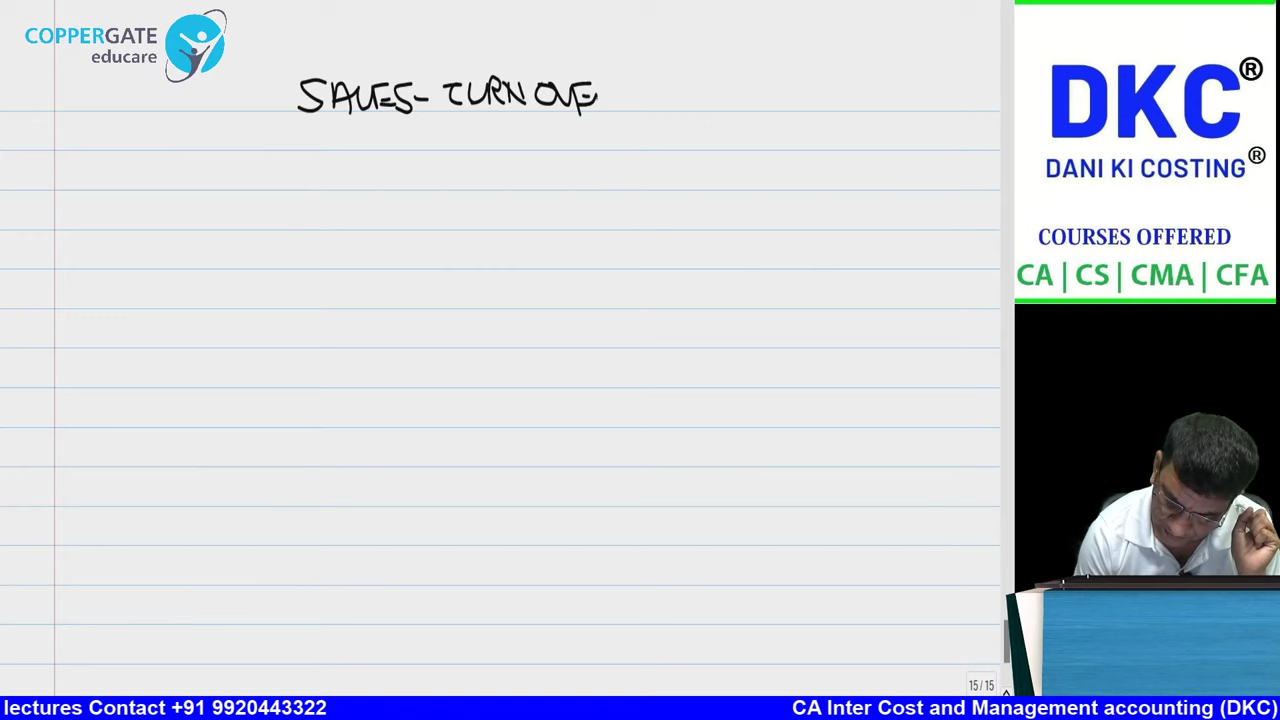 COPPERGATE
educare
SALES- TURNOVE
DKC®
DANI KI COSTING®
COURSES OFFERED
CA | CS | CMA | CFA
15/15
lectures Contact +91 9920443322
CA Inter Cost and Management accounting (DKC)